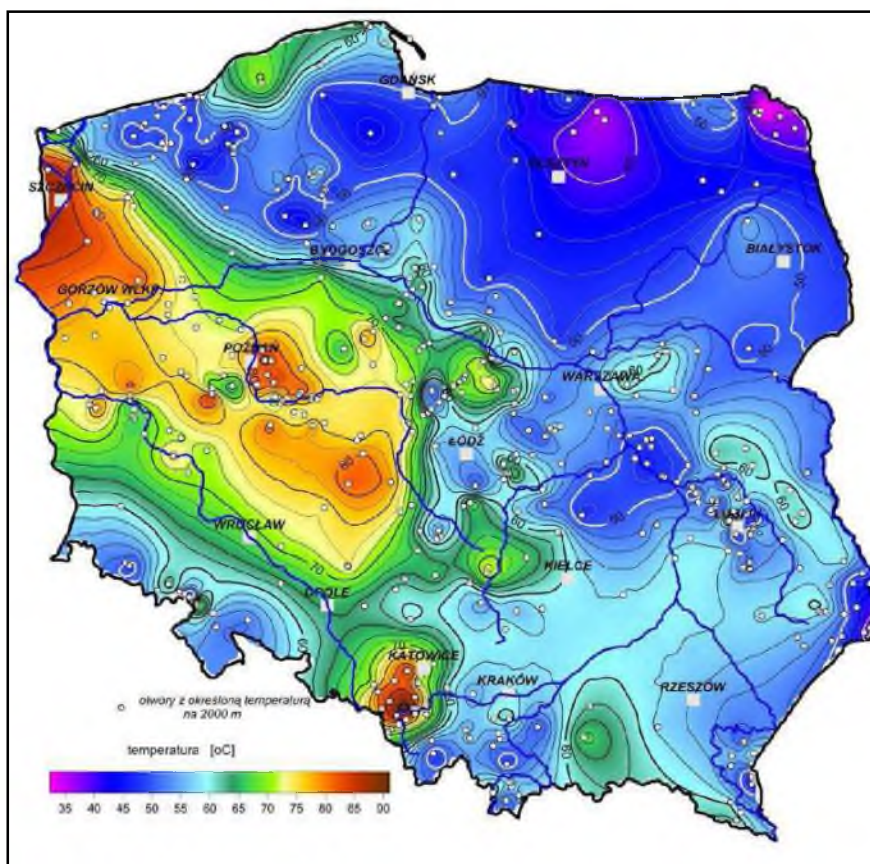 GDAŃSK
OLSZTYN
SZCZECIN
BIAŁYSTOK
BYDGOSZCZ
GORZÓW WLKP
POZNAŃ
WARSZAWA
ŁÓDŹ
LUBLIN
WROCŁAW
KIELCE
OPOLE
KATOWICE
KRAKÓW
RZESZÓW
otwory z określoną temperaturą
na 2000 m
temperatura [oC]
35 40 45 50 55 60 65 70 75 80 85 90